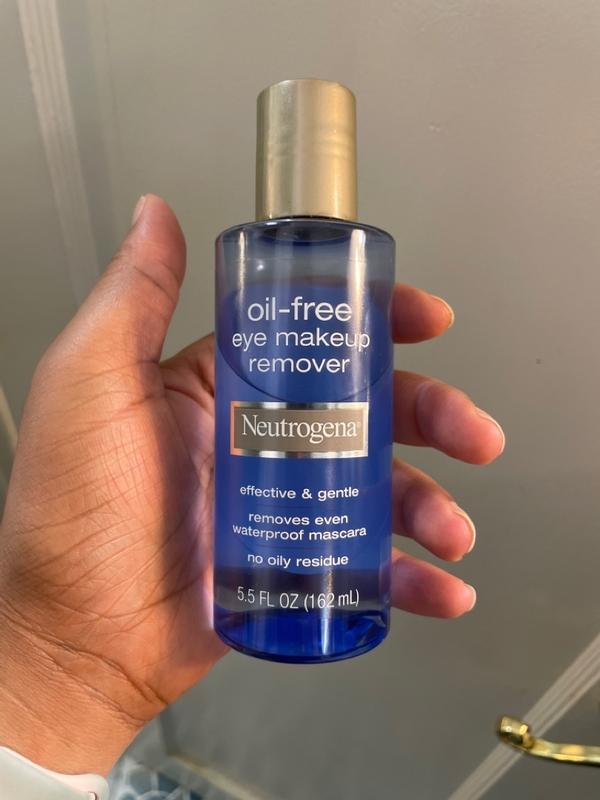 oil-free
eye makeup
remover
Neutrogena®
effective & gentle
removes even
waterproof mascara
no oily residue
5.5 FL OZ (162 mL)